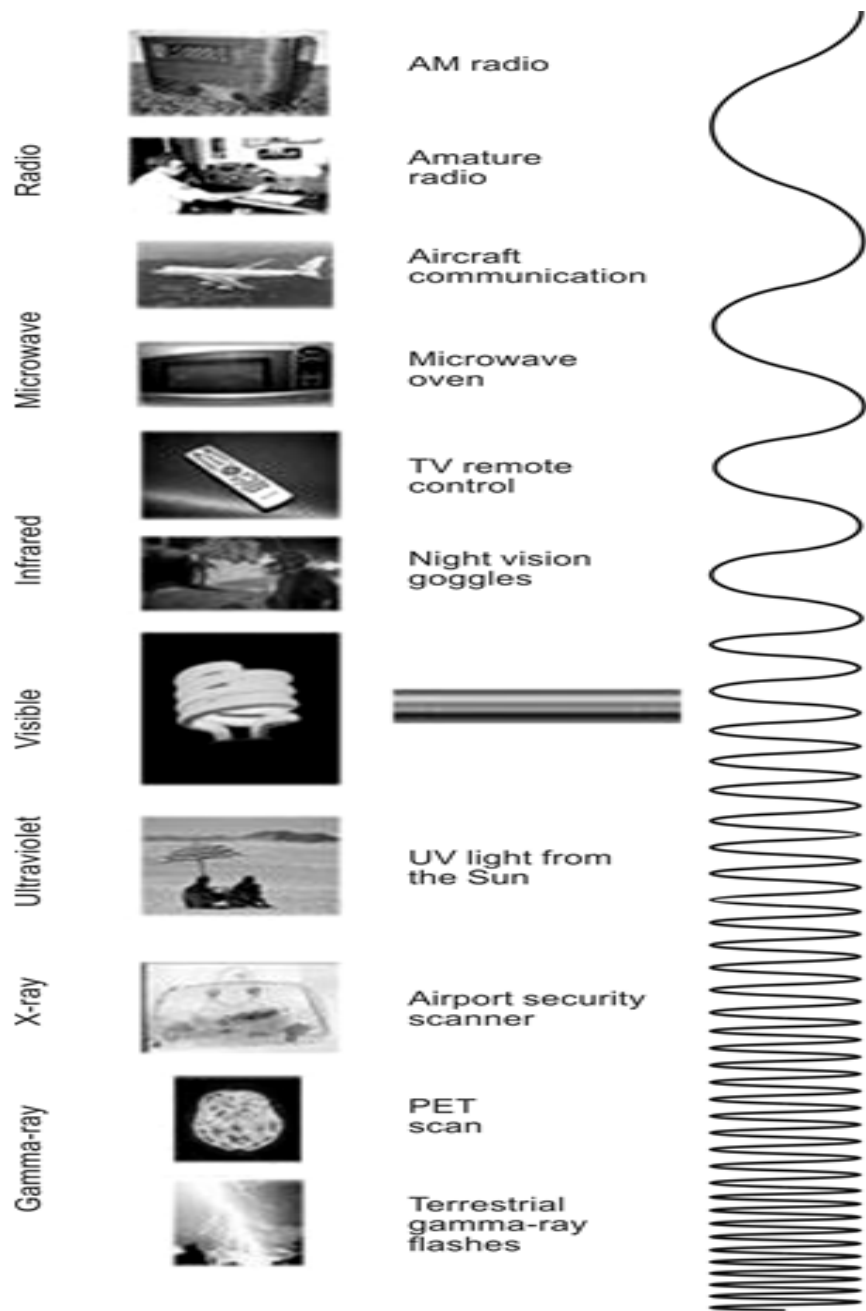 Radio
AM radio
Amature
radio
Aircraft
communication
Microwave
Microwave
oven
Infrared
TV remote
control
Night vision
goggles
Visible
Ultraviolet
UV light from
the Sun
X-ray
Airport security
scanner
Gamma-ray
PET
scan
Terrestrial
gamma-ray
flashes